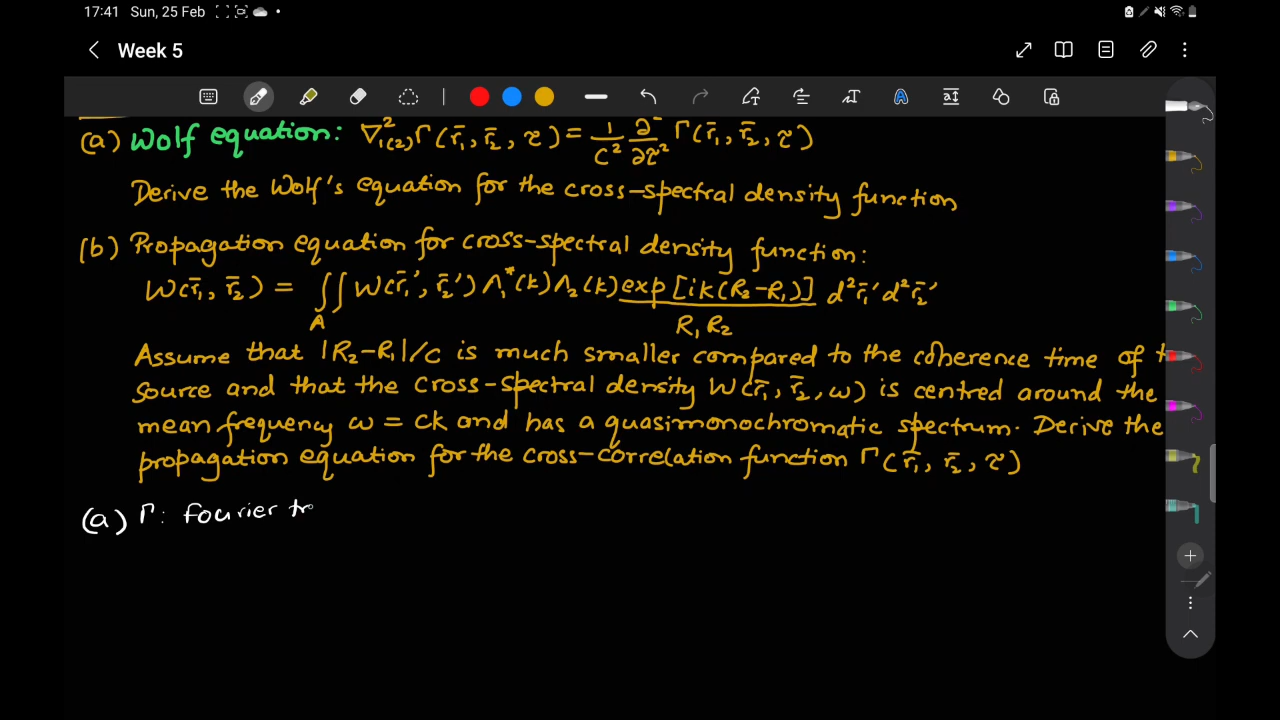 17:41 Sun, 25 Feb
Week 5
(a) Wolf equation: ∇²₁₍₂₎Γ(r̄₁, r̄₂, τ) = 1/c² ∂²/∂τ² Γ(r̄₁, r̄₂, τ)
Derive the Wolf's equation for the cross-spectral density function
(b) Propagation equation for cross-spectral density function:
W(r̄₁, r̄₂) = ∬_A W(r̄₁', r̄₂') Λ₁*(k) Λ₂(k) exp[ik(R₂-R₁)]/R₁R₂ d²r̄₁' d²r̄₂'
Assume that |R₂-R₁|/c is much smaller compared to the coherence time of t
source and that the cross-spectral density W(r̄₁, r̄₂, ω) is centred around the
mean frequency ω = ck and has a quasimonochromatic spectrum. Derive the
propagation equation for the cross-correlation function Γ(r̄₁, r̄₂, τ)
(a) Γ: fourier tr